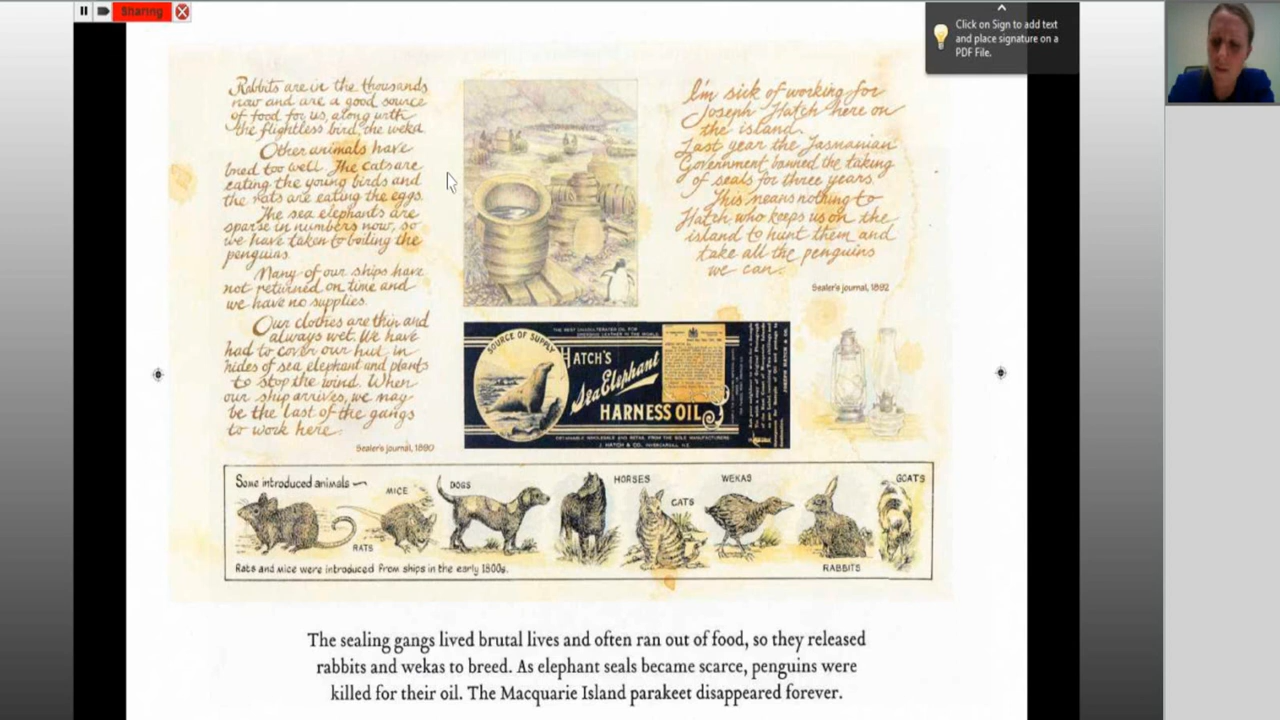 Sharing
Click on Sign to add text
and place signature on a
PDF File.
Rabbits are in the thousands
now and are a good source
of food for us, along with
the flightless bird, the weka.
Other animals have
bred too well. The cats are
eating the young birds and
the rats are eating the eggs.
The sea elephants are
sparse in numbers now, so
we have taken to boiling the
penguins.
Many of our ships have
not returned on time and
we have no supplies.
Our clothes are thin and
always wet. We have
had to cover our hut in
hides of sea elephant and plants
to stop the wind. When
our ship arrives, we may
be the last of the gangs
to work here.
Sealer's journal, 1890
I'm sick of working for
Joseph Hatch here on
the island.
Last year the Tasmanian
Government banned the taking
of seals for three years.
This means nothing to
Hatch who keeps us on the
island to hunt them and
take all the penguins
we can.
Sealer's journal, 1892
SOURCE OF SUPPLY
HATCH'S
Sea Elephant
HARNESS OIL
J. HATCH & CO. INVERCARGILL, N.Z.
JOSEPH HATCH & CO.
Some introduced animals
RATS
MICE
DOGS
HORSES
CATS
WEKAS
RABBITS
GOATS
Rats and Mice were introduced from ships in the early 1800s.
The sealing gangs lived brutal lives and often ran out of food, so they released
rabbits and wekas to breed. As elephant seals became scarce, penguins were
killed for their oil. The Macquarie Island parakeet disappeared forever.